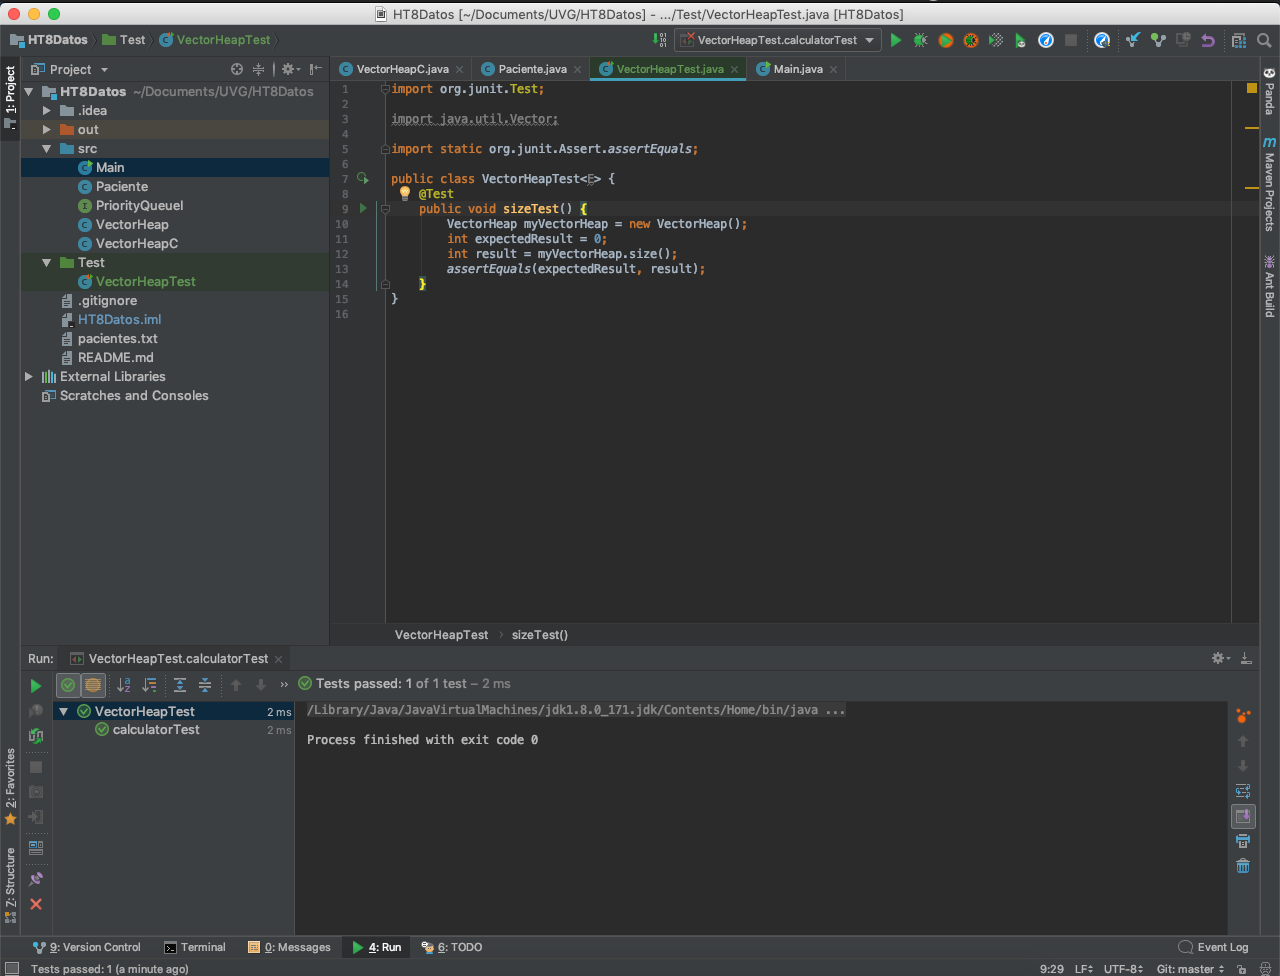 HT8Datos [~/Documents/UVG/HT8Datos] - .../Test/VectorHeapTest.java [HT8Datos]
HT8Datos Test VectorHeapTest VectorHeapTest.calculatorTest
Project
VectorHeapC.java Paciente.java VectorHeapTest.java Main.java
1: Project
HT8Datos ~/Documents/UVG/HT8Datos
.idea
out
src
Main
Paciente
PriorityQueueI
VectorHeap
VectorHeapC
Test
VectorHeapTest
.gitignore
HT8Datos.iml
pacientes.txt
README.md
External Libraries
Scratches and Consoles
1 import org.junit.Test;
2
3 import java.util.Vector;
4
5 import static org.junit.Assert.assertEquals;
6
7 public class VectorHeapTest<E> {
8 @Test
9 public void sizeTest() {
10 VectorHeap myVectorHeap = new VectorHeap();
11 int expectedResult = 0;
12 int result = myVectorHeap.size();
13 assertEquals(expectedResult, result);
14 }
15 }
16
VectorHeapTest › sizeTest()
Panda
m Maven Projects
Ant Build
Run: VectorHeapTest.calculatorTest
» Tests passed: 1 of 1 test – 2 ms
VectorHeapTest 2 ms
calculatorTest 2 ms
/Library/Java/JavaVirtualMachines/jdk1.8.0_171.jdk/Contents/Home/bin/java ...
Process finished with exit code 0
2: Favorites
7: Structure
9: Version Control Terminal 0: Messages 4: Run 6: TODO Event Log
Tests passed: 1 (a minute ago) 9:29 LF UTF-8 Git: master